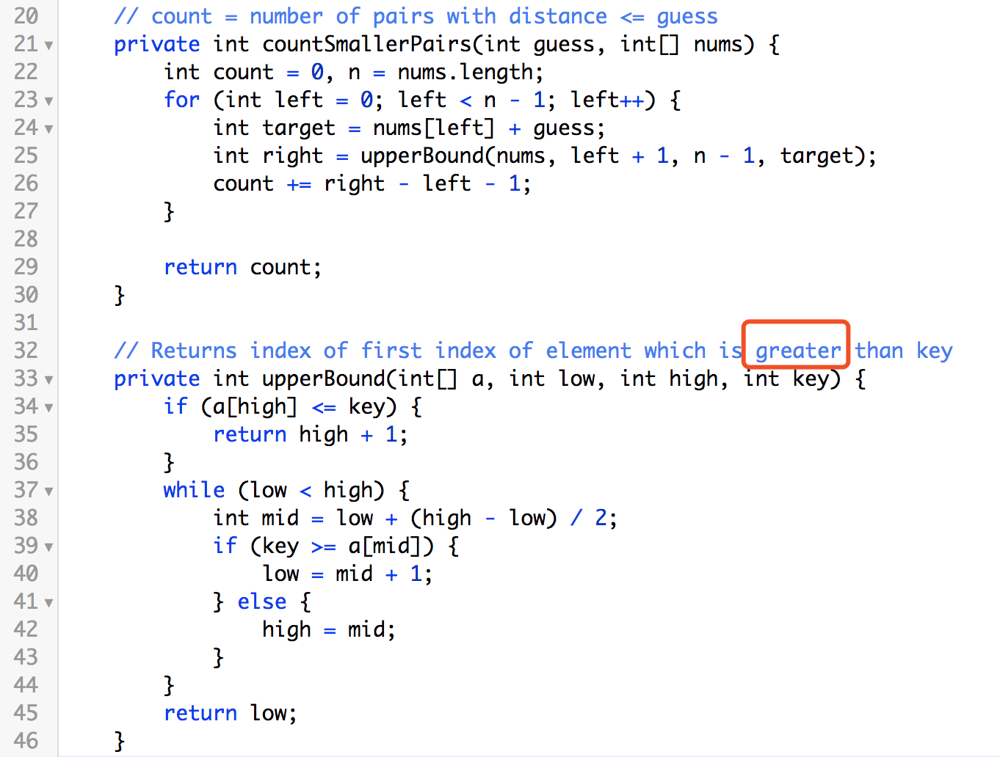 20 // count = number of pairs with distance <= guess
21 private int countSmallerPairs(int guess, int[] nums) {
22 int count = 0, n = nums.length;
23 for (int left = 0; left < n - 1; left++) {
24 int target = nums[left] + guess;
25 int right = upperBound(nums, left + 1, n - 1, target);
26 count += right - left - 1;
27 }
28
29 return count;
30 }
31
32 // Returns index of first index of element which is greater than key
33 private int upperBound(int[] a, int low, int high, int key) {
34 if (a[high] <= key) {
35 return high + 1;
36 }
37 while (low < high) {
38 int mid = low + (high - low) / 2;
39 if (key >= a[mid]) {
40 low = mid + 1;
41 } else {
42 high = mid;
43 }
44 }
45 return low;
46 }